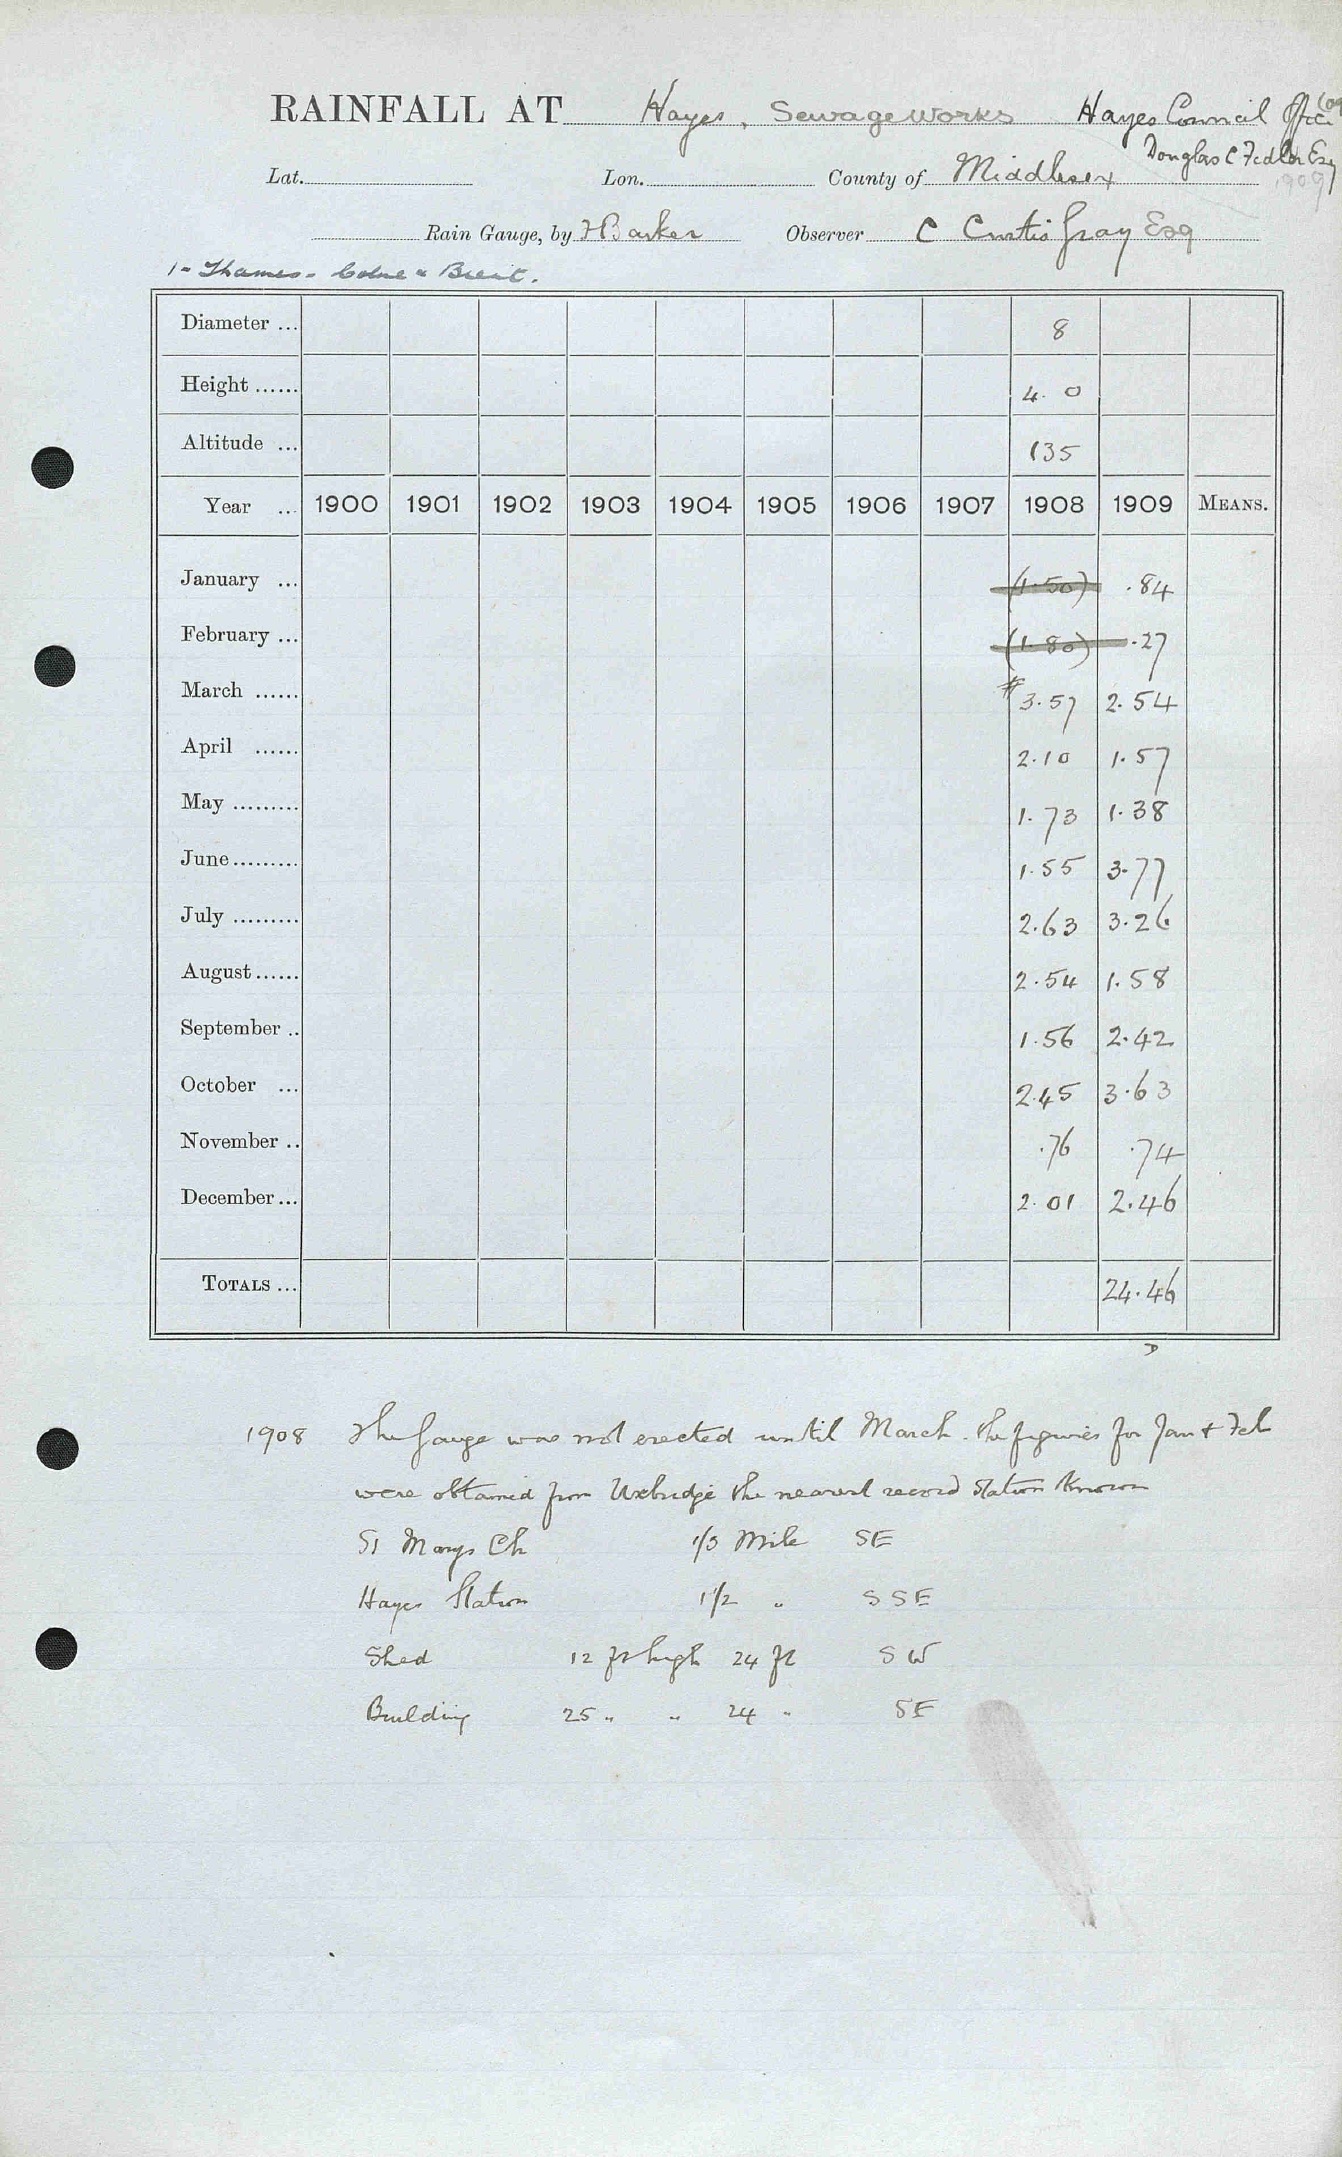 RAINFALL AT Hayes, Sewage Works Hayes Council Office
Douglas C Fidler Esq
1909
Lat. Lon. County of Middlesex
Rain Gauge, by H Barker Observer C Curtis Gray Esq
1 - Thames - Colne & Brent.
Diameter ... 8
Height ...... 4. 0
Altitude ... 135
Year ... 1900 1901 1902 1903 1904 1905 1906 1907 1908 1909 MEANS.
January ... (1.50) .84
February ... (1.80) .27
March ...... # 3.57 2.54
April ...... 2.10 1.57
May ......... 1.73 1.38
June ......... 1.55 3.77
July ......... 2.63 3.26
August ...... 2.54 1.58
September .. 1.56 2.42
October ... 2.45 3.63
November .. .76 .74
December ... 2.01 2.46
TOTALS ... 24.46
1908 The gauge was not erected until March. The figures for Jan & Feb
were obtained from Uxbridge the nearest record station known
St Marys Ch 1/3 Mile SE
Hayes Station 1 1/2 " SSE
Shed 12 ft high 24 ft SW
Building 25 " " 24 " SE